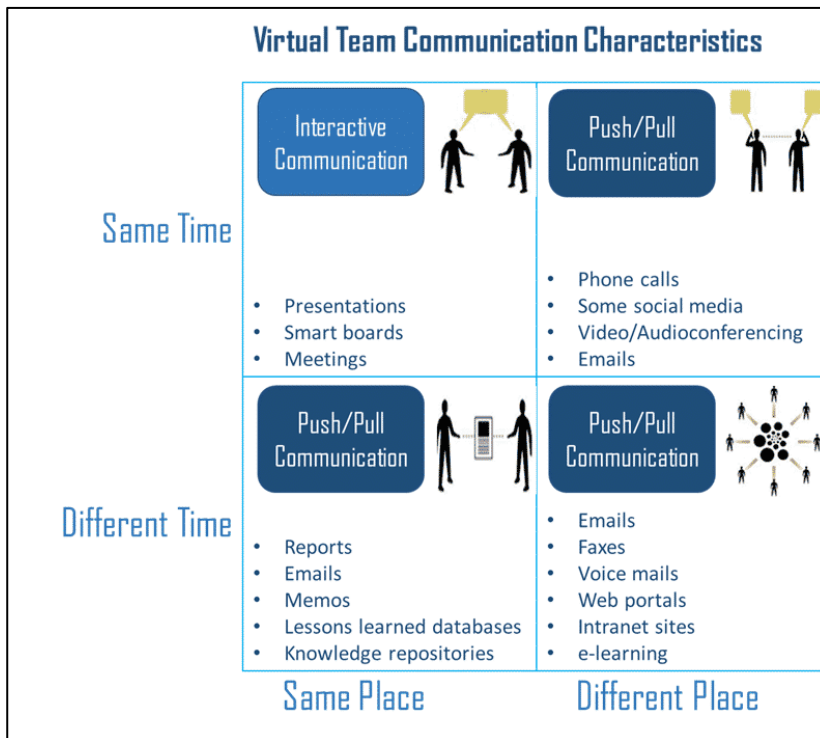 Virtual Team Communication Characteristics
Same Time
Interactive
Communication
• Presentations
• Smart boards
• Meetings
Push/Pull
Communication
• Phone calls
• Some social media
• Video/Audioconferencing
• Emails
Different Time
Push/Pull
Communication
• Reports
• Emails
• Memos
• Lessons learned databases
• Knowledge repositories
Push/Pull
Communication
• Emails
• Faxes
• Voice mails
• Web portals
• Intranet sites
• e-learning
Same Place
Different Place